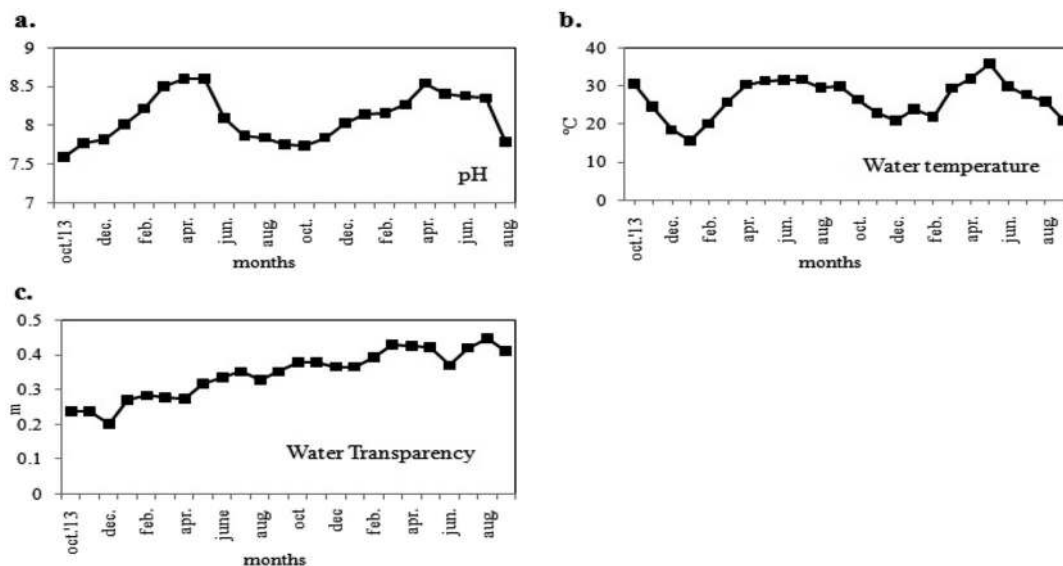 a.
9
8.5
8
7.5
7
pH
oct.'13 dec. feb. apr. jun. aug oct. dec. feb. apr. jun. aug
months
b.
40
30
20
10
0
°C
Water temperature
oct.'13 dec. feb. apr. jun. aug. oct. dec. feb. apr. jun. aug.
months
c.
0.5
0.4
0.3
0.2
0.1
0
m
Water Transparency
oct.'13 dec. feb. apr. june aug oct dec feb. apr. jun. aug
months